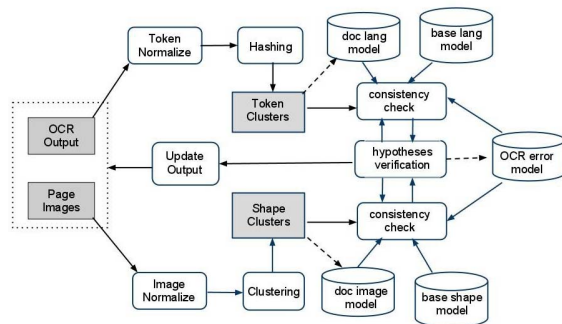 Token
Normalize
Hashing
doc lang
model
base lang
model
OCR
Output
Token
Clusters
consistency
check
Update
Output
hypotheses
verification
OCR error
model
Page
Images
Shape
Clusters
consistency
check
Image
Normalize
Clustering
doc image
model
base shape
model